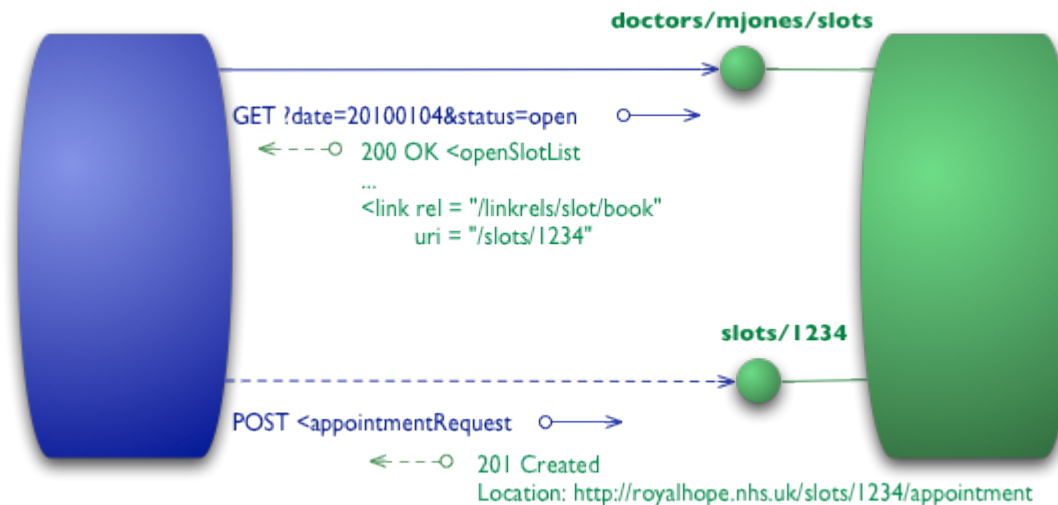 doctors/mjones/slots
GET ?date=20100104&status=open
200 OK <openSlotList
...
<link rel = "/linkrels/slot/book"
uri = "/slots/1234"
slots/1234
POST <appointmentRequest
201 Created
Location: http://royalhope.nhs.uk/slots/1234/appointment